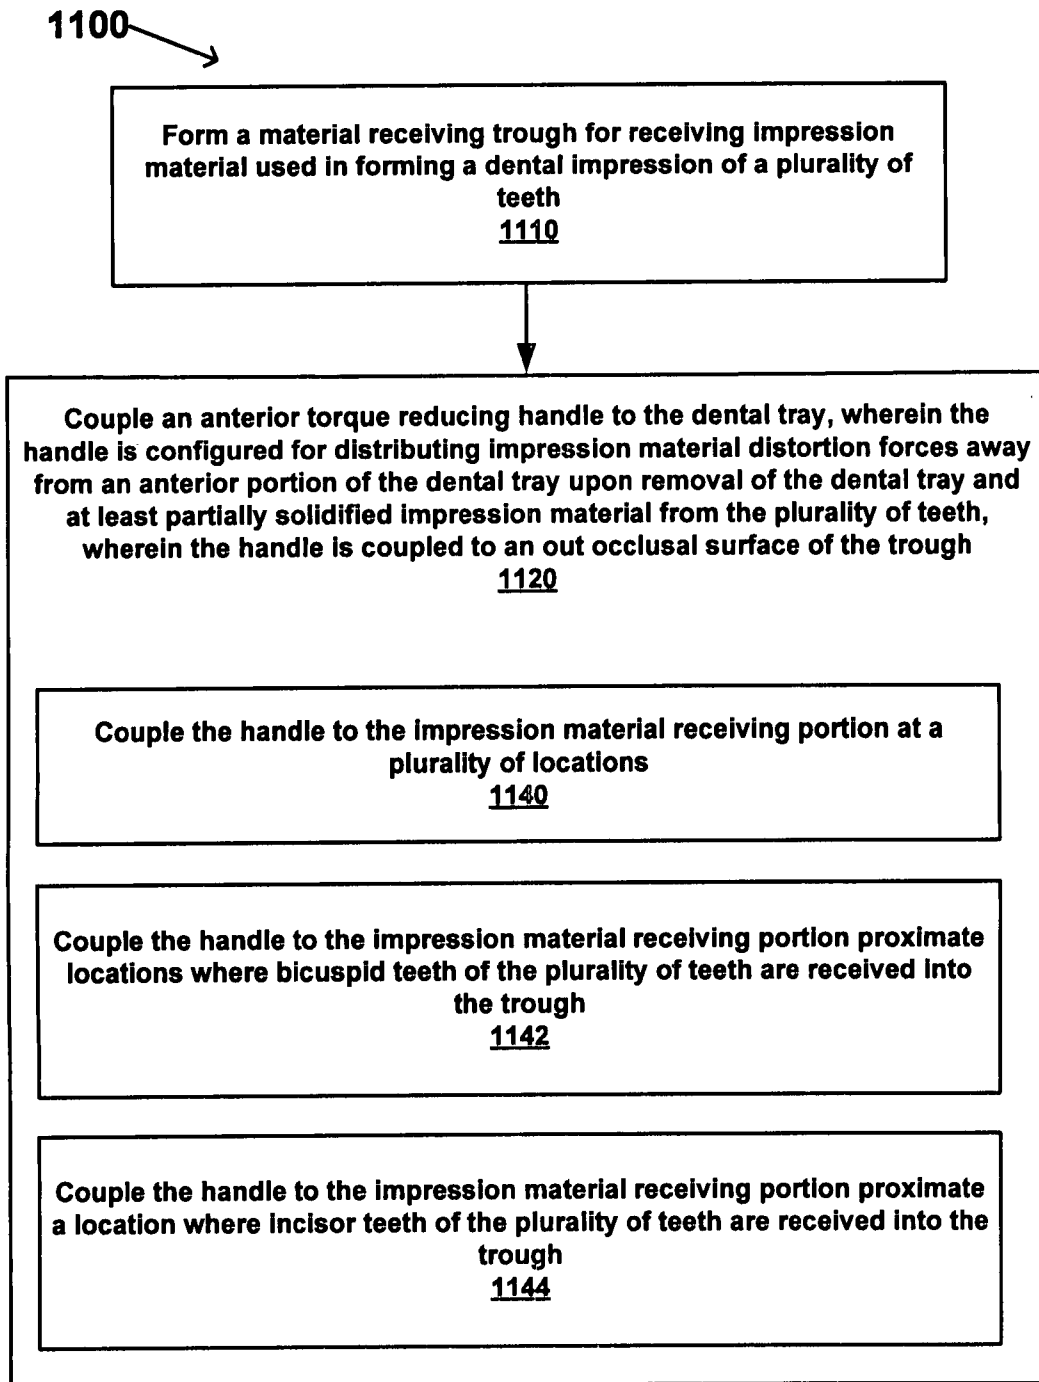 1100
Form a material receiving trough for receiving impression
material used in forming a dental impression of a plurality of
teeth
1110
Couple an anterior torque reducing handle to the dental tray, wherein the
handle is configured for distributing impression material distortion forces away
from an anterior portion of the dental tray upon removal of the dental tray and
at least partially solidified impression material from the plurality of teeth,
wherein the handle is coupled to an out occlusal surface of the trough
1120
Couple the handle to the impression material receiving portion at a
plurality of locations
1140
Couple the handle to the impression material receiving portion proximate
locations where bicuspid teeth of the plurality of teeth are received into
the trough
1142
Couple the handle to the impression material receiving portion proximate
a location where incisor teeth of the plurality of teeth are received into the
trough
1144